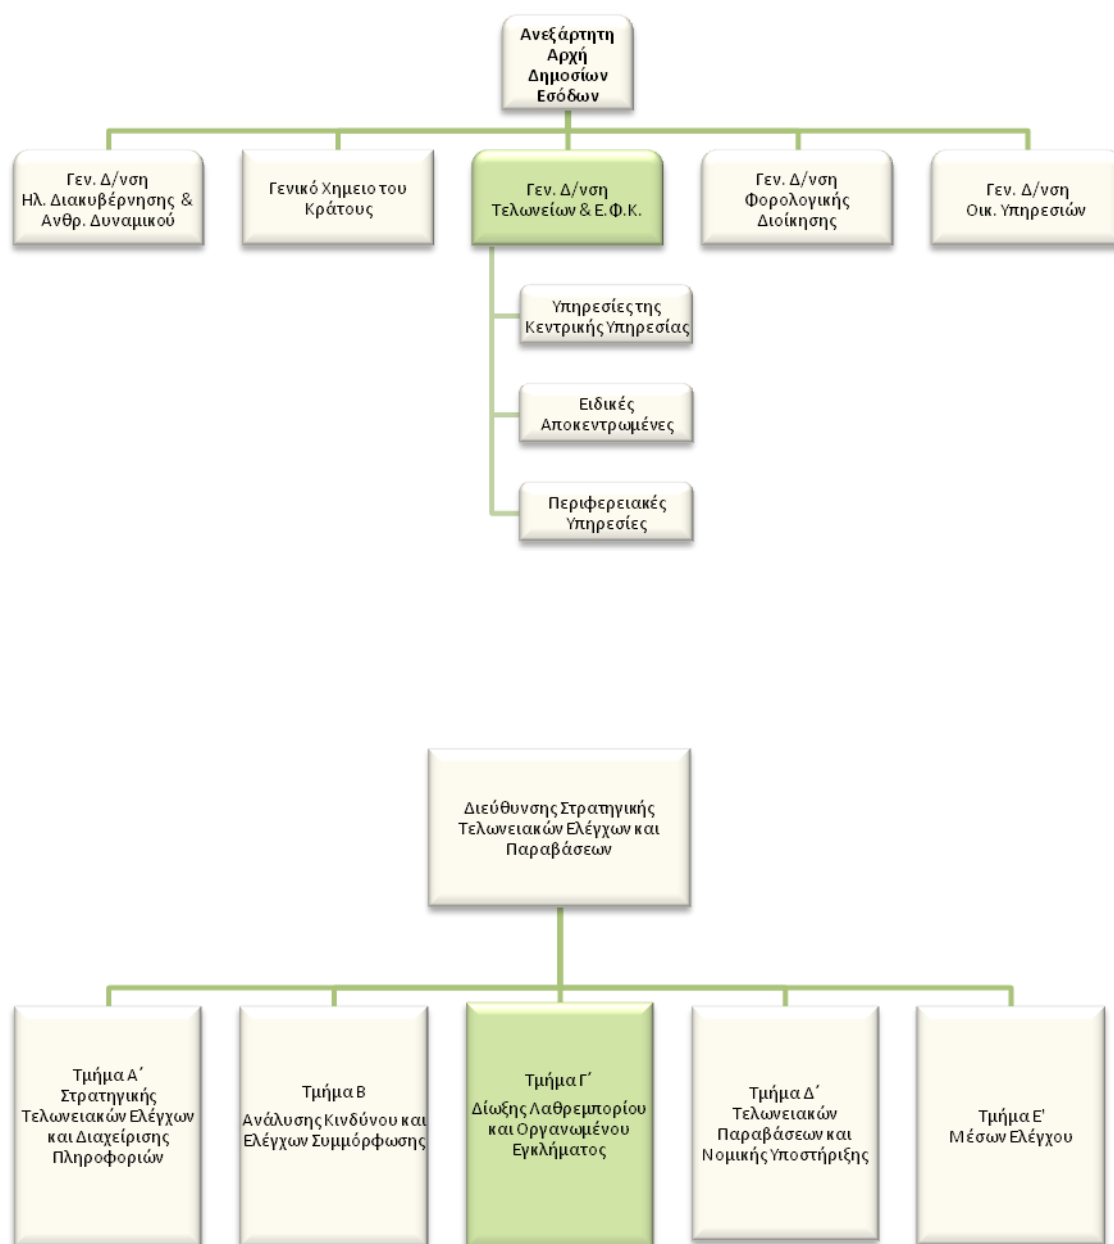 Ανεξάρτητη
Αρχή
Δημοσίων
Εσόδων
Γεν. Δ/νση
Ηλ. Διακυβέρνησης &
Ανθρ. Δυναμικού
Γενικό Χημειο του
Κράτους
Γεν. Δ/νση
Τελωνείων & Ε.Φ.Κ.
Γεν. Δ/νση
Φορολογικής
Διοίκησης
Γεν. Δ/νση
Οικ. Υπηρεσιών
Υπηρεσίες της
Κεντρικής Υπηρεσίας
Ειδικές
Αποκεντρωμένες
Περιφερειακές
Υπηρεσίες
Διεύθυνσης Στρατηγικής
Τελωνειακών Ελέγχων και
Παραβάσεων
Τμήμα Α΄
Στρατηγικής
Τελωνειακών Ελέγχων
και Διαχείρισης
Πληροφοριών
Τμήμα Β
Ανάλυσης Κινδύνου και
Ελέγχων Συμμόρφωσης
Τμήμα Γ΄
Δίωξης Λαθρεμπορίου
και Οργανωμένου
Εγκλήματος
Τμήμα Δ΄
Τελωνειακών
Παραβάσεων και
Νομικής Υποστήριξης
Τμήμα Ε'
Μέσων Ελέγχου